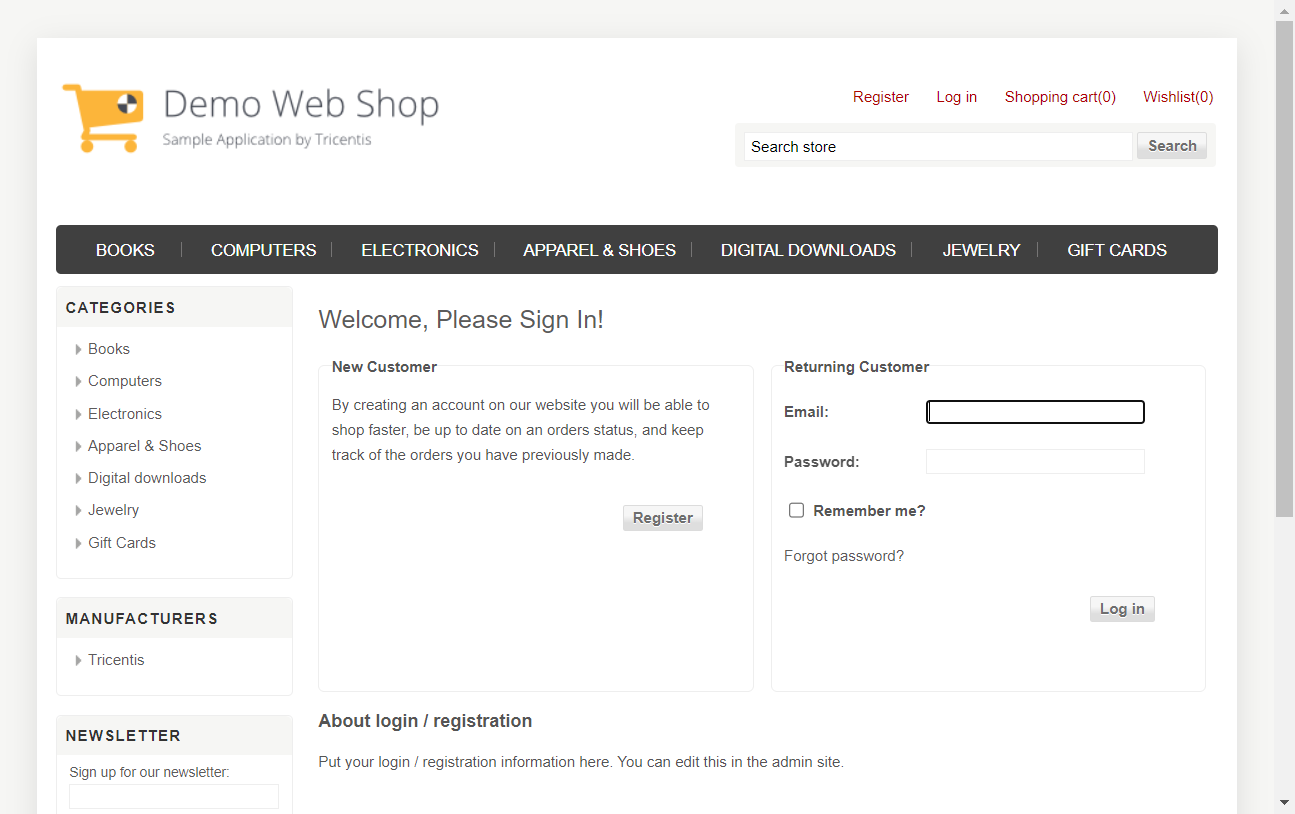 Demo Web Shop
Sample Application by Tricentis
Register Log in Shopping cart(0) Wishlist(0)
Search store Search
BOOKS COMPUTERS ELECTRONICS APPAREL & SHOES DIGITAL DOWNLOADS JEWELRY GIFT CARDS
CATEGORIES
Books
Computers
Electronics
Apparel & Shoes
Digital downloads
Jewelry
Gift Cards
MANUFACTURERS
Tricentis
NEWSLETTER
Sign up for our newsletter:
Welcome, Please Sign In!
New Customer
By creating an account on our website you will be able to
shop faster, be up to date on an orders status, and keep
track of the orders you have previously made.
Register
Returning Customer
Email:
Password:
Remember me?
Forgot password?
Log in
About login / registration
Put your login / registration information here. You can edit this in the admin site.